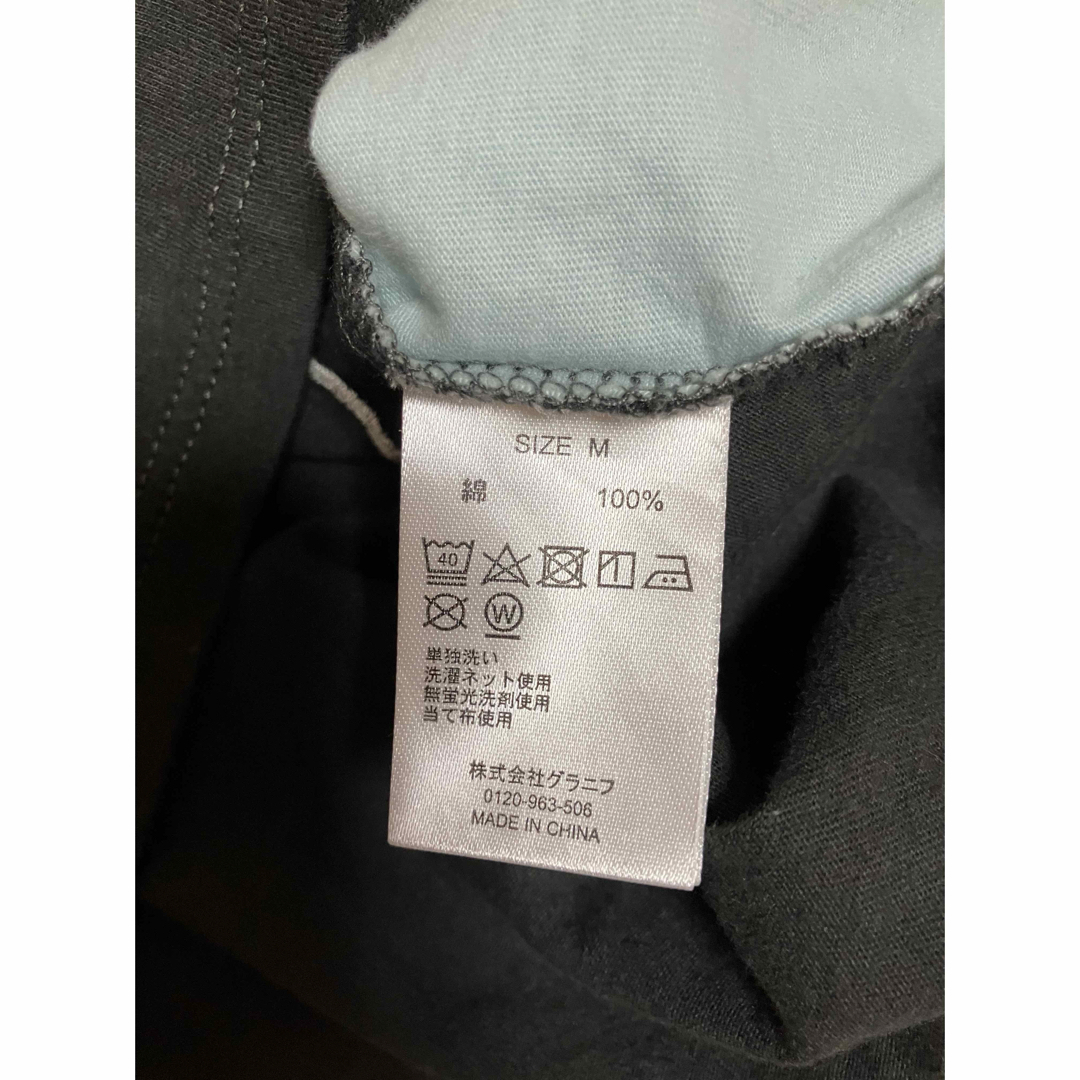 SIZE M
綿 100%
40
W
単独洗い
洗濯ネット使用
無蛍光洗剤使用
当て布使用
株式会社グラニフ
0120-963-506
MADE IN CHINA